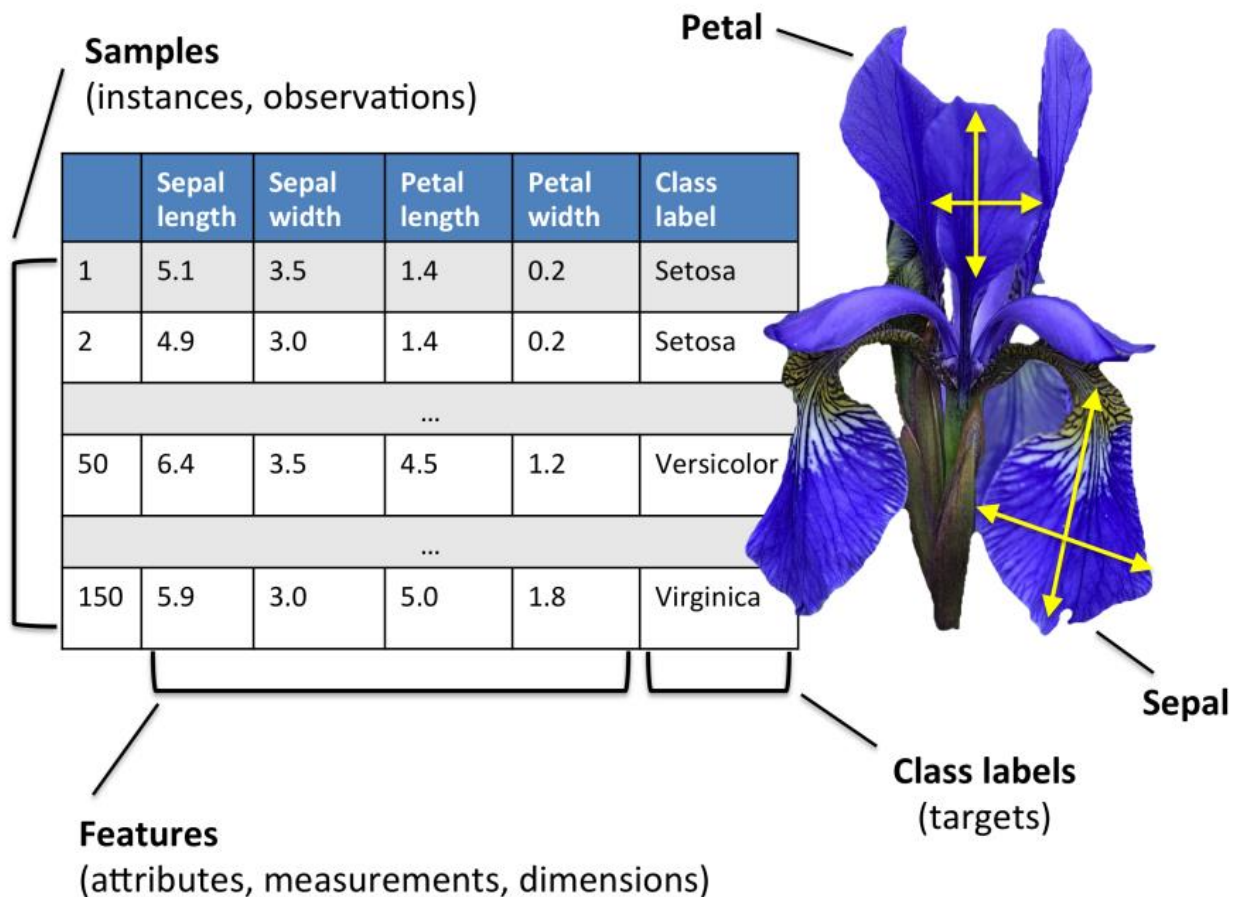 Petal
Samples
(instances, observations)
Sepal length Sepal width Petal length Petal width Class label
1 5.1 3.5 1.4 0.2 Setosa
2 4.9 3.0 1.4 0.2 Setosa
...
50 6.4 3.5 4.5 1.2 Versicolor
...
150 5.9 3.0 5.0 1.8 Virginica
Sepal
Class labels
(targets)
Features
(attributes, measurements, dimensions)